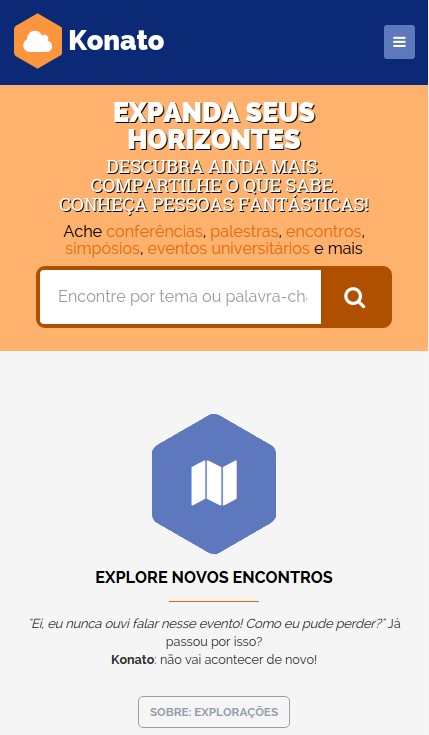 Konato
EXPANDA SEUS
HORIZONTES
DESCUBRA AINDA MAIS.
COMPARTILHE O QUE SABE.
CONHEÇA PESSOAS FANTÁSTICAS!
Ache conferências, palestras, encontros,
simpósios, eventos universitários e mais
Encontre por tema ou palavra-ch
EXPLORE NOVOS ENCONTROS
"Ei, eu nunca ouvi falar nesse evento! Como eu pude perder?" Já
passou por isso?
Konato: não vai acontecer de novo!
SOBRE: EXPLORAÇÕES